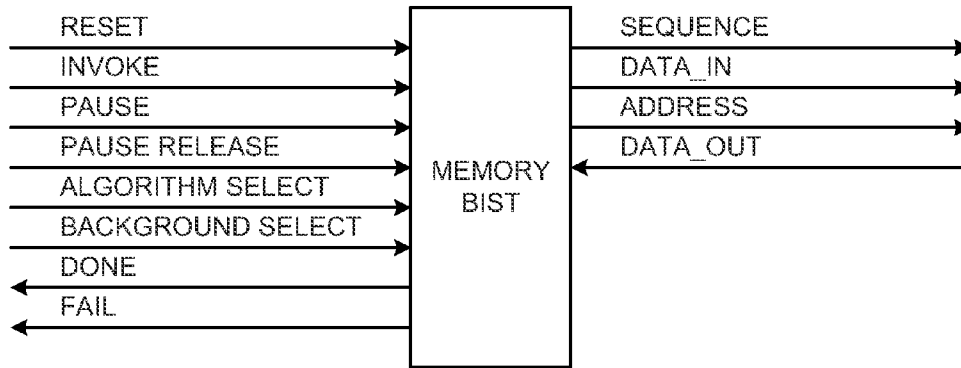 RESET
INVOKE
PAUSE
PAUSE RELEASE
ALGORITHM SELECT
BACKGROUND SELECT
DONE
FAIL
MEMORY
BIST
SEQUENCE
DATA_IN
ADDRESS
DATA_OUT